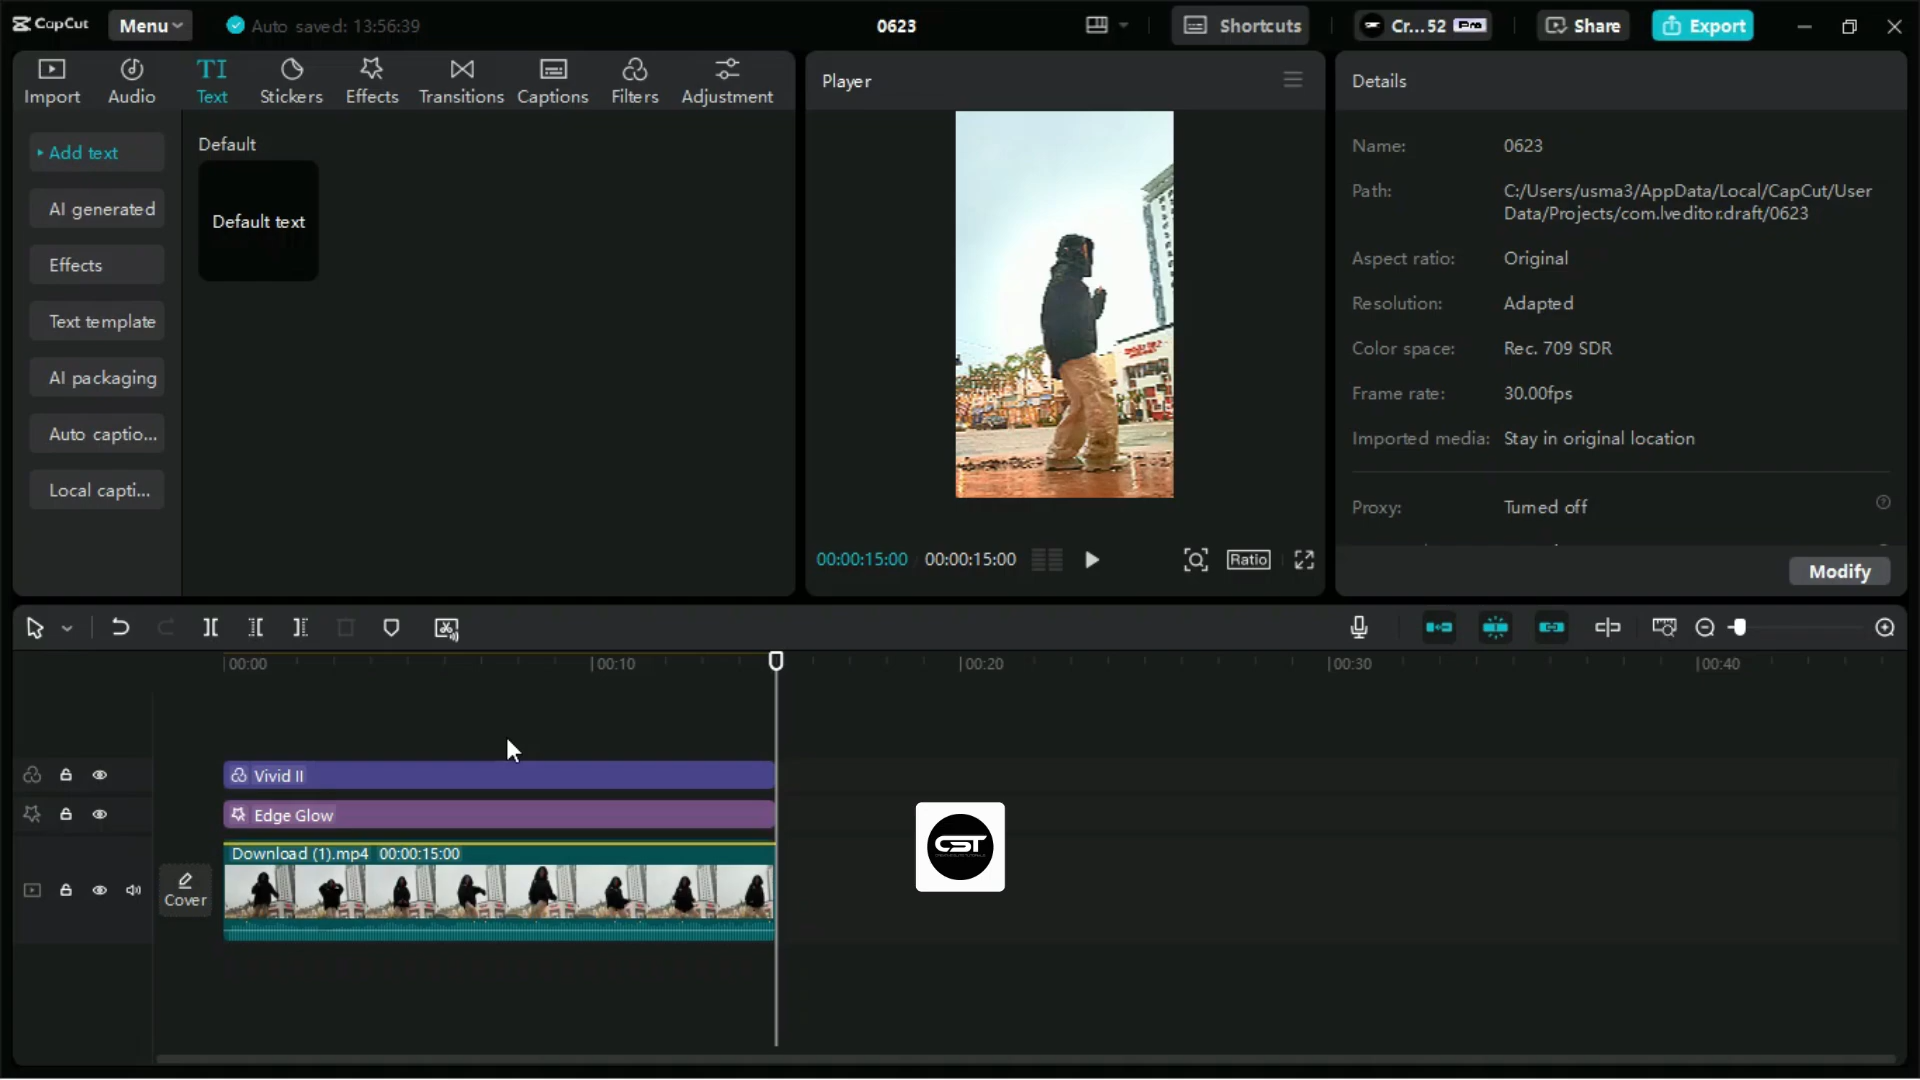 CapCut
Menu
Auto saved: 13:56:39
0623
Shortcuts
Cr...52 Pro
Share
Export
Import
Audio
TI
Text
Stickers
Effects
Transitions
Captions
Filters
Adjustment
Add text
AI generated
Effects
Text template
AI packaging
Auto captio...
Local capti...
Default
Default text
Player
00:00:15:00
00:00:15:00
Ratio
Details
Name: 0623
Path: C:/Users/usma3/AppData/Local/CapCut/User
Data/Projects/com.lveditor.draft/0623
Aspect ratio: Original
Resolution: Adapted
Color space: Rec. 709 SDR
Frame rate: 30.00fps
Imported media: Stay in original location
Proxy: Turned off
Modify
00:00
00:10
00:20
00:30
00:40
Vivid II
Edge Glow
Download (1).mp4 00:00:15:00
Cover
CST